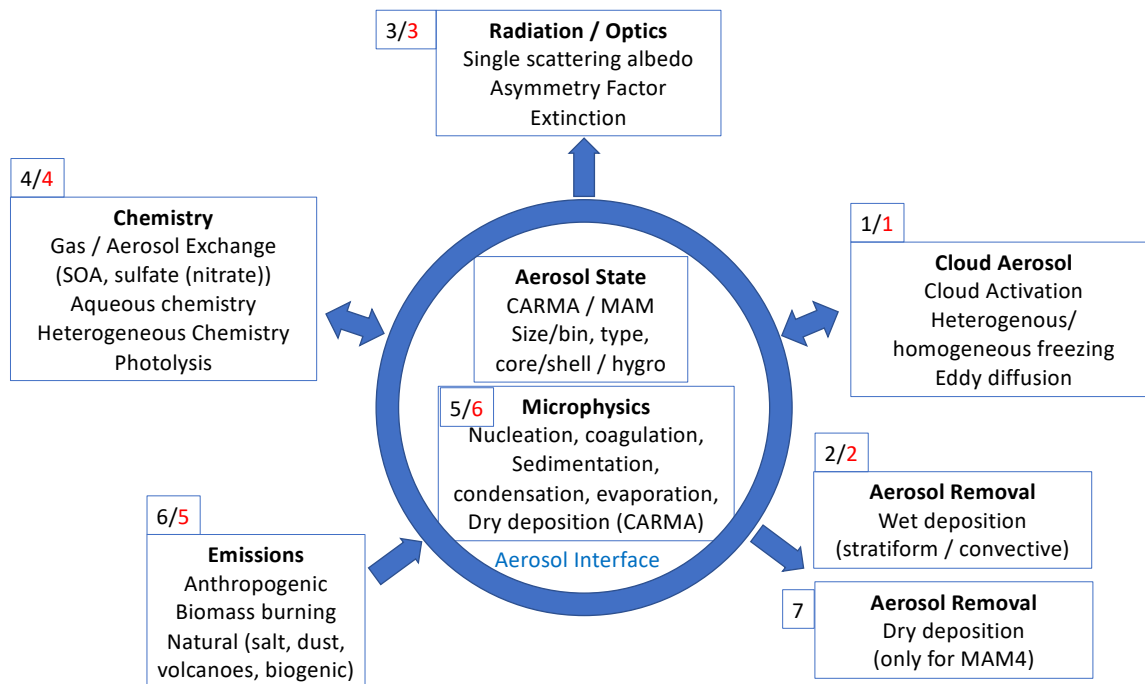 3/3
Radiation / Optics
Single scattering albedo
Asymmetry Factor
Extinction
4/4
Chemistry
Gas / Aerosol Exchange
(SOA, sulfate (nitrate))
Aqueous chemistry
Heterogeneous Chemistry
Photolysis
1/1
Cloud Aerosol
Cloud Activation
Heterogenous/
homogeneous freezing
Eddy diffusion
Aerosol State
CARMA / MAM
Size/bin, type,
core/shell / hygro
5/6
Microphysics
Nucleation, coagulation,
Sedimentation,
condensation, evaporation,
Dry deposition (CARMA)
Aerosol Interface
2/2
Aerosol Removal
Wet deposition
(stratiform / convective)
6/5
Emissions
Anthropogenic
Biomass burning
Natural (salt, dust,
volcanoes, biogenic)
7
Aerosol Removal
Dry deposition
(only for MAM4)